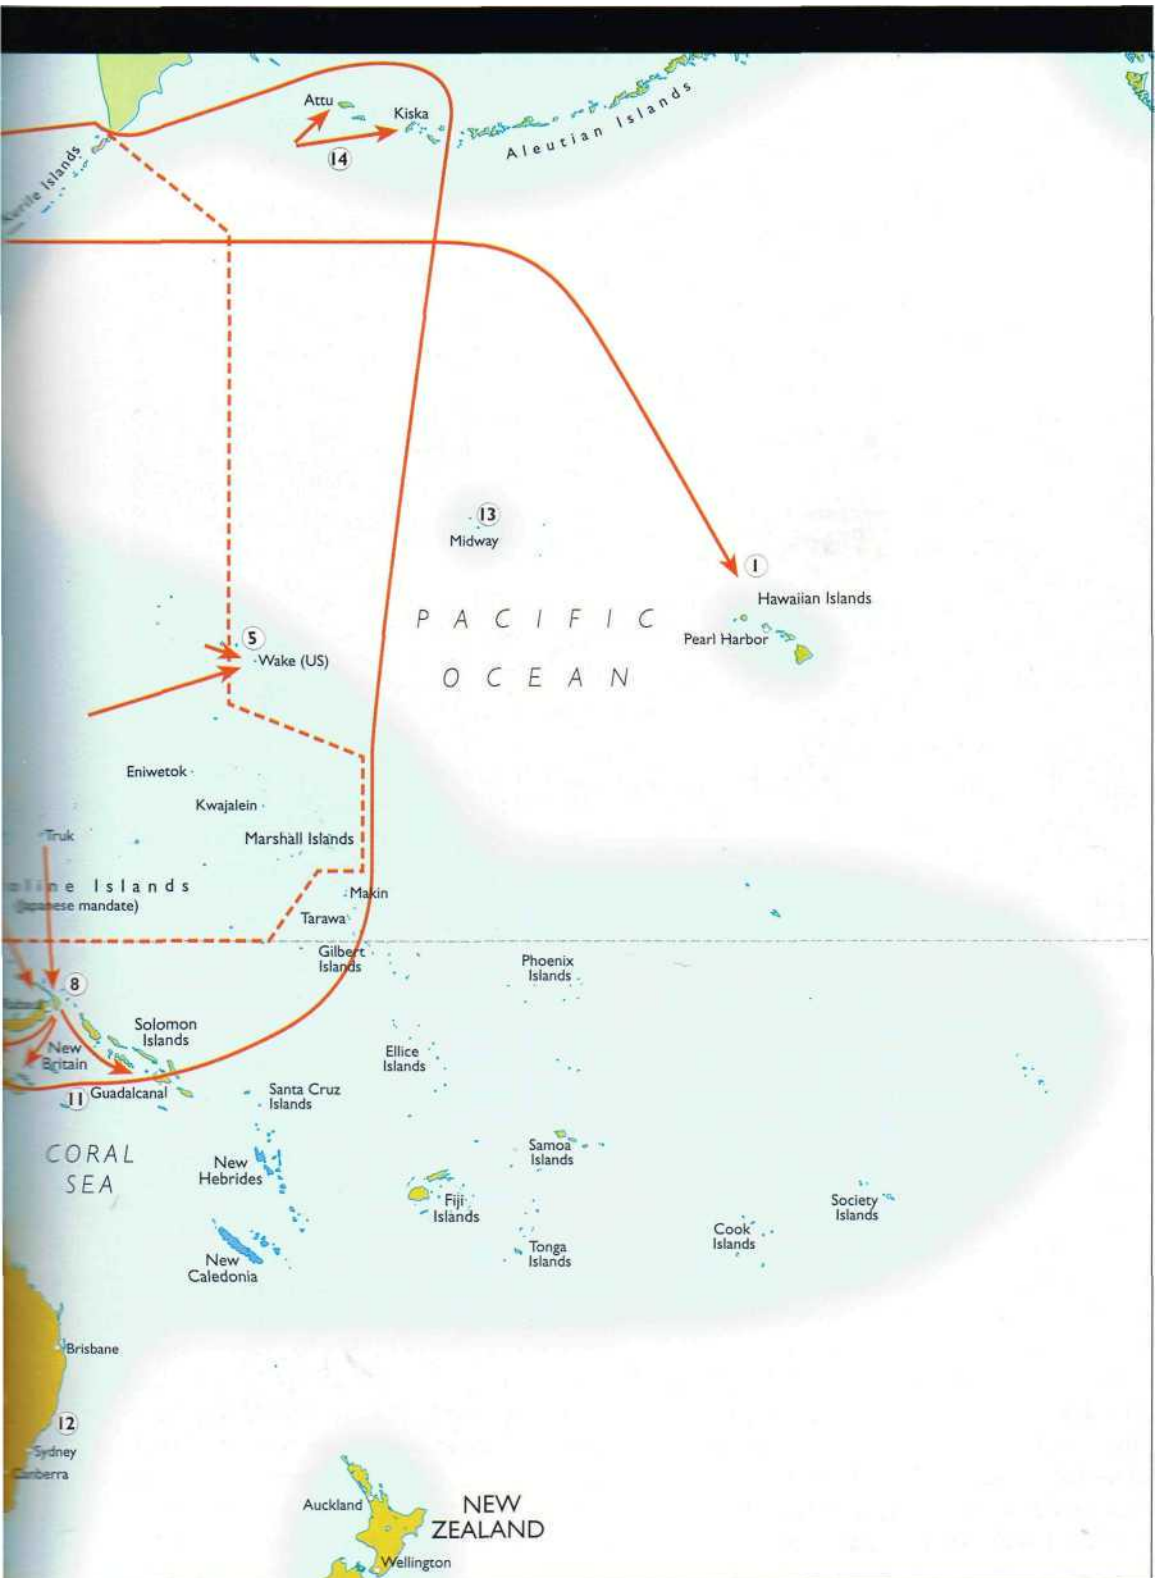 Attu
Kiska
14
Aleutian Islands
Kurile Islands
13
Midway
1
Hawaiian Islands
Pearl Harbor
PACIFIC
OCEAN
5
Wake (US)
Eniwetok
Kwajalein
Truk
Marshall Islands
Islands
(Japanese mandate)
Makin
Tarawa
Gilbert
Islands
Phoenix
Islands
8
Solomon
Islands
New
Britain
Ellice
Islands
11
Guadalcanal
Santa Cruz
Islands
CORAL
SEA
New
Hebrides
Samoa
Islands
Fiji
Islands
Society
Islands
Cook
Islands
Tonga
Islands
New
Caledonia
Brisbane
12
Sydney
Canberra
Auckland
NEW
ZEALAND
Wellington